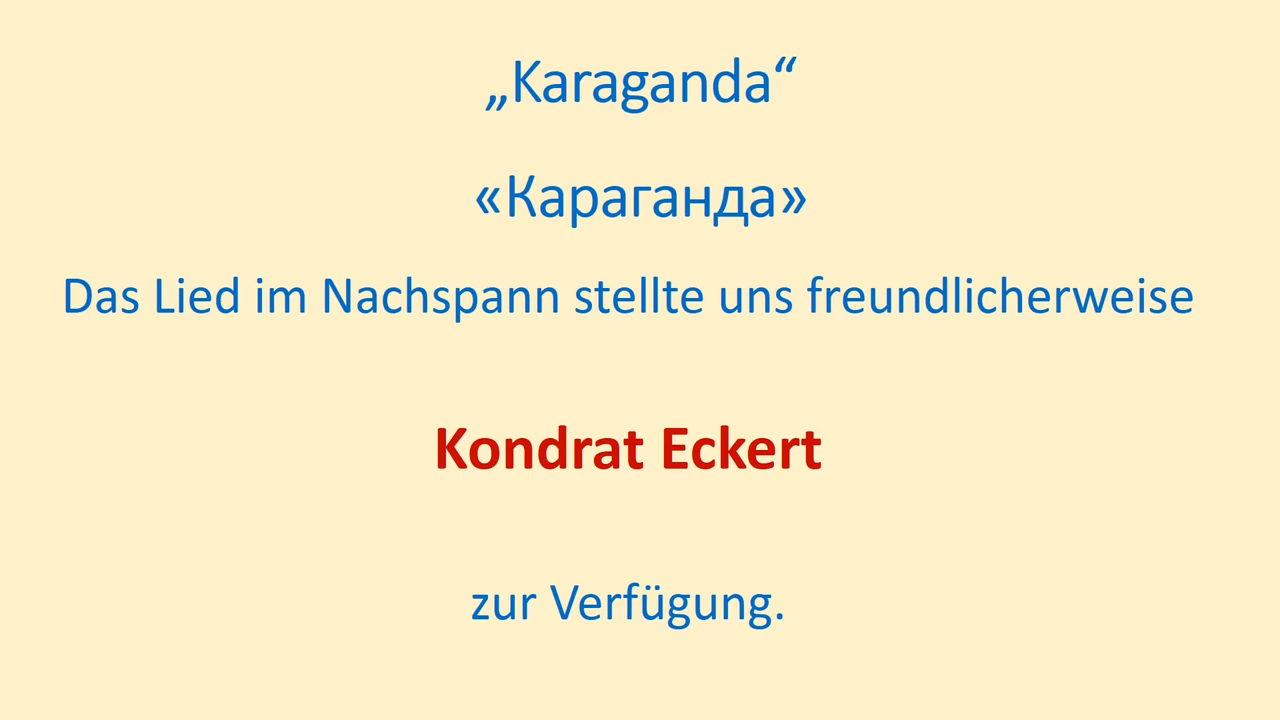 „Karaganda“
«Караганда»
Das Lied im Nachspann stellte uns freundlicherweise
Kondrat Eckert
zur Verfügung.